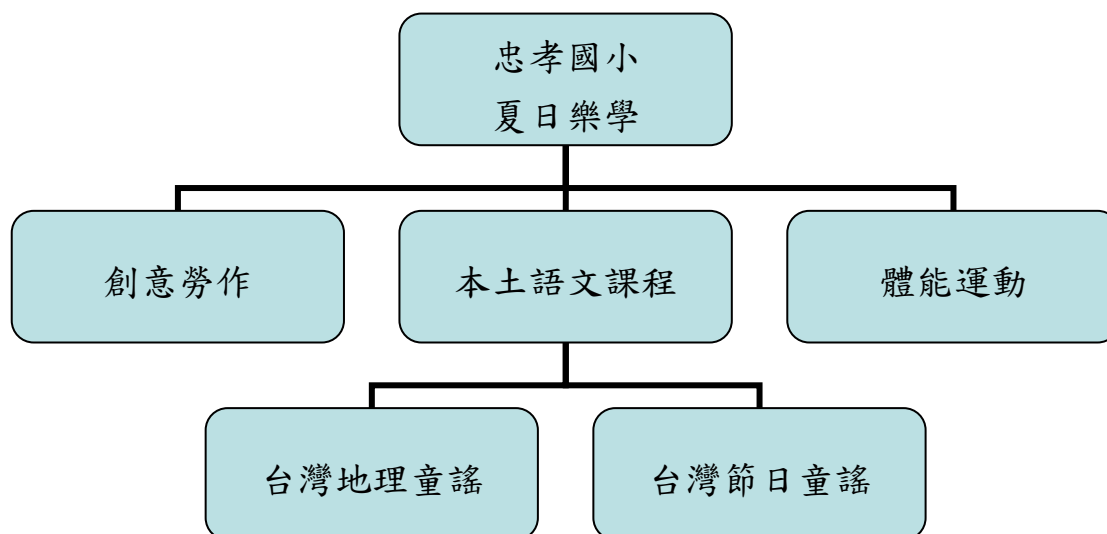 忠孝國小
夏日樂學
創意勞作
本土語文課程
體能運動
台灣地理童謠
台灣節日童謠